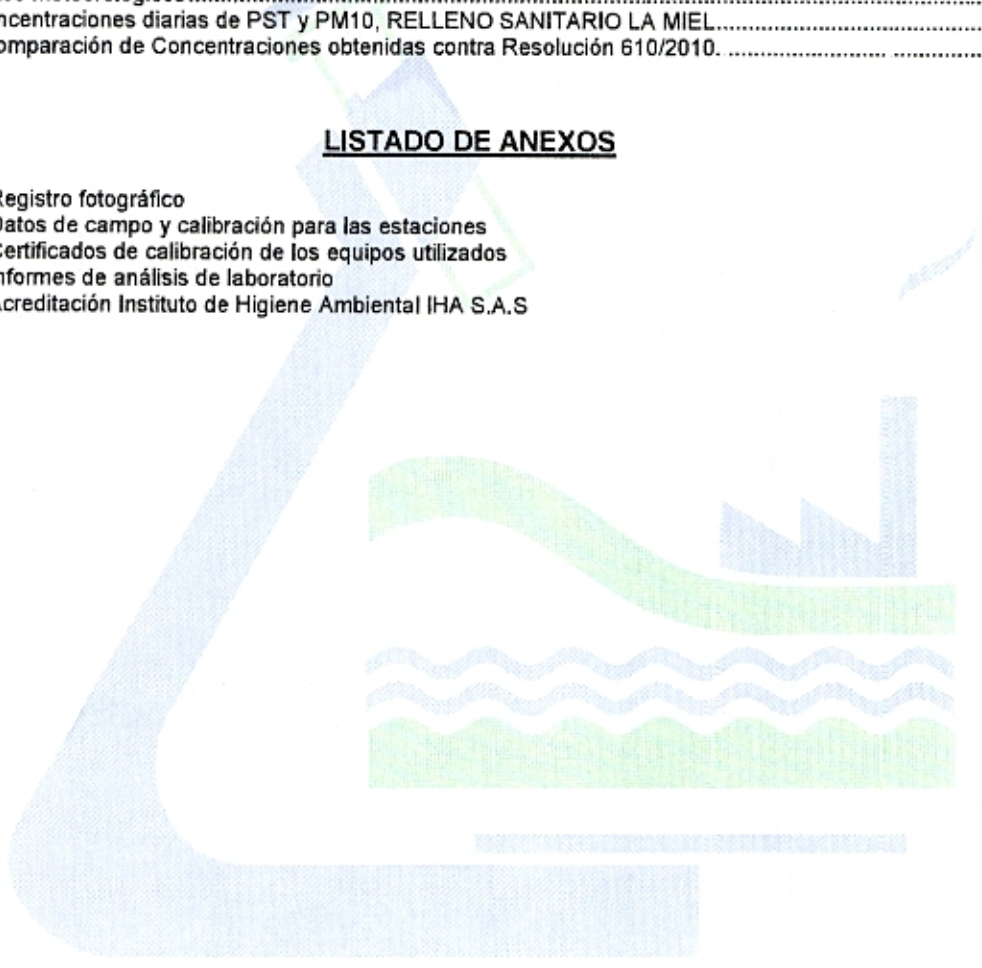 ncentraciones diarias de PST y PM10, RELLENO SANITARIO LA MIEL.....................................
omparación de Concentraciones obtenidas contra Resolución 610/2010. ....................... .............
LISTADO DE ANEXOS
Registro fotográfico
Datos de campo y calibración para las estaciones
Certificados de calibración de los equipos utilizados
nformes de análisis de laboratorio
Acreditación Instituto de Higiene Ambiental IHA S.A.S